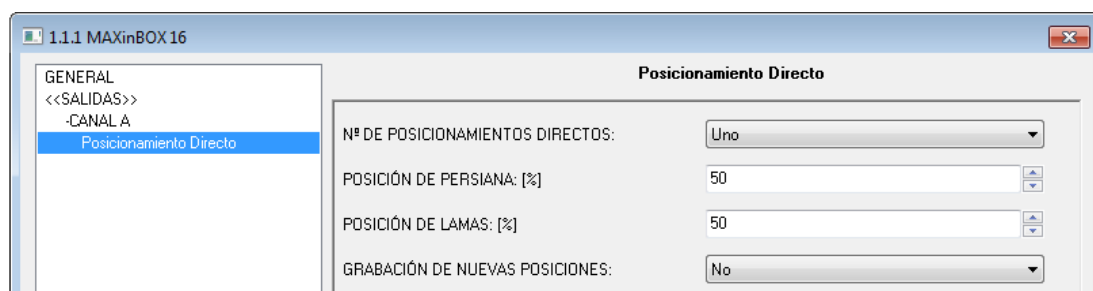 1.1.1 MAXinBOX 16
GENERAL
<<SALIDAS>>
-CANAL A
Posicionamiento Directo
Posicionamiento Directo
Nº DE POSICIONAMIENTOS DIRECTOS: Uno
POSICIÓN DE PERSIANA: [%] 50
POSICIÓN DE LAMAS: [%] 50
GRABACIÓN DE NUEVAS POSICIONES: No